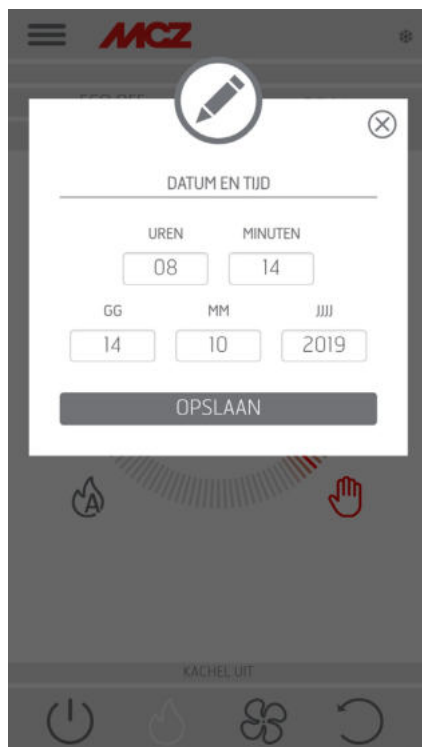 MCZ
DATUM EN TIJD
UREN MINUTEN
08 14
GG MM JJJJ
14 10 2019
OPSLAAN
A
KACHEL UIT